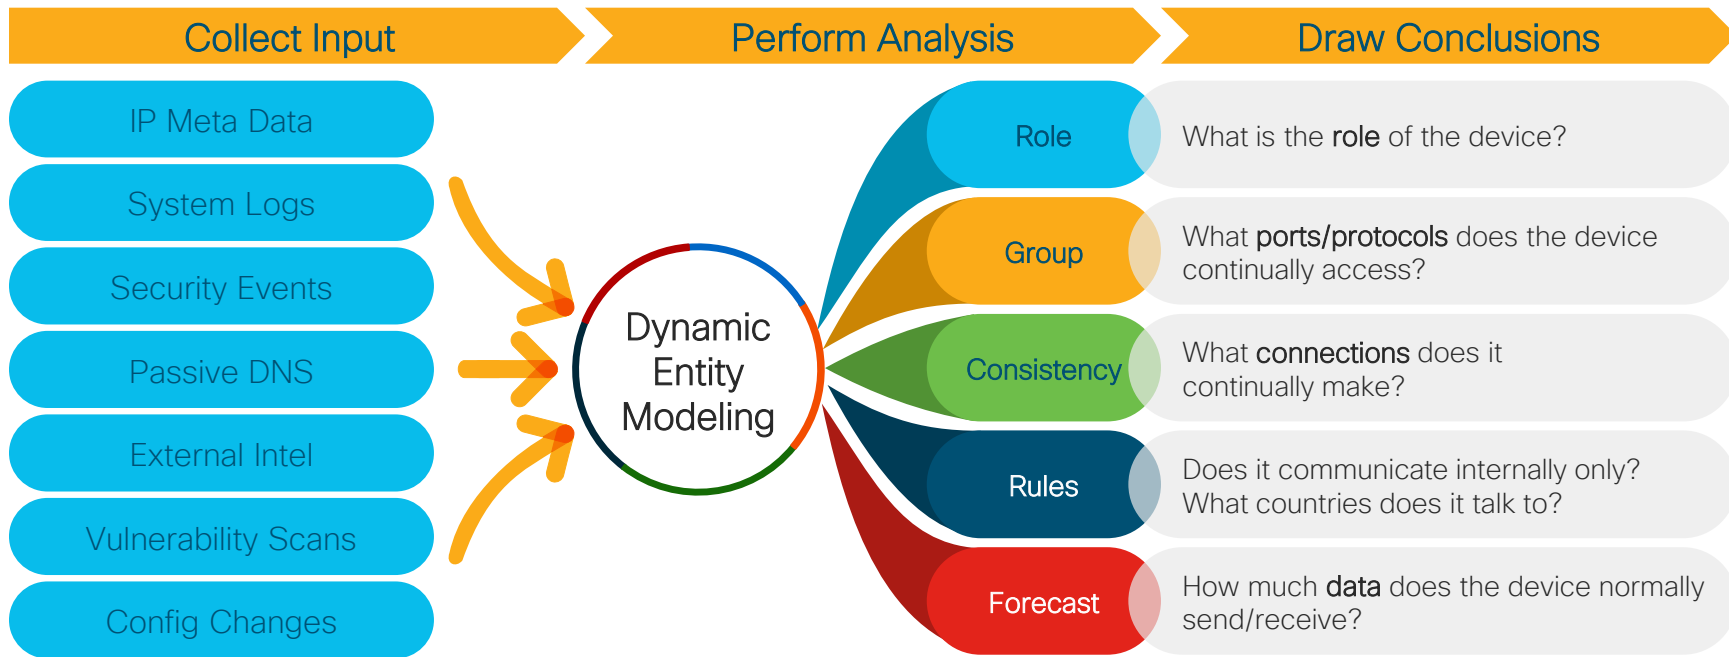 Collect Input
Perform Analysis
Draw Conclusions
IP Meta Data
System Logs
Security Events
Passive DNS
External Intel
Vulnerability Scans
Config Changes
Dynamic
Entity
Modeling
Role
What is the role of the device?
Group
What ports/protocols does the device
continually access?
Consistency
What connections does it
continually make?
Rules
Does it communicate internally only?
What countries does it talk to?
Forecast
How much data does the device normally
send/receive?